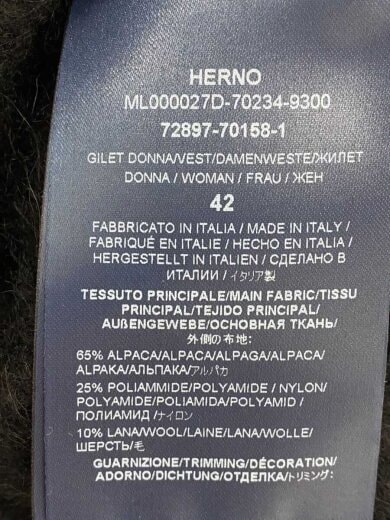 HERNO
ML000027D-70234-9300
72897-70158-1
GILET DONNA/VEST/DAMENWESTE/ЖИЛЕТ
DONNA / WOMAN / FRAU / ЖЕН
42
FABBRICATO IN ITALIA / MADE IN ITALY /
FABRIQUÉ EN ITALIE / HECHO EN ITALIA /
HERGESTELLT IN ITALIEN / СДЕЛАНО В
ИТАЛИИ / イタリア製
TESSUTO PRINCIPALE/MAIN FABRIC/TISSU
PRINCIPAL/TEJIDO PRINCIPAL/
AUßENGEWEBE/ОСНОВНАЯ ТКАНЬ/
外側の布地:
65% ALPACA/ALPACA/ALPAGA/ALPACA/
ALPAKA/АЛЬПАКА/アルパカ
25% POLIAMMIDE/POLYAMIDE / NYLON/
POLYAMIDE/POLIAMIDA/POLYAMID /
ПОЛИАМИД /ナイロン
10% LANA/WOOL/LAINE/LANA/WOLLE/
ШЕРСТЬ/毛
GUARNIZIONE/TRIMMING/DÉCORATION/
ADORNO/DICHTUNG/ОТДЕЛКА/トリミング: